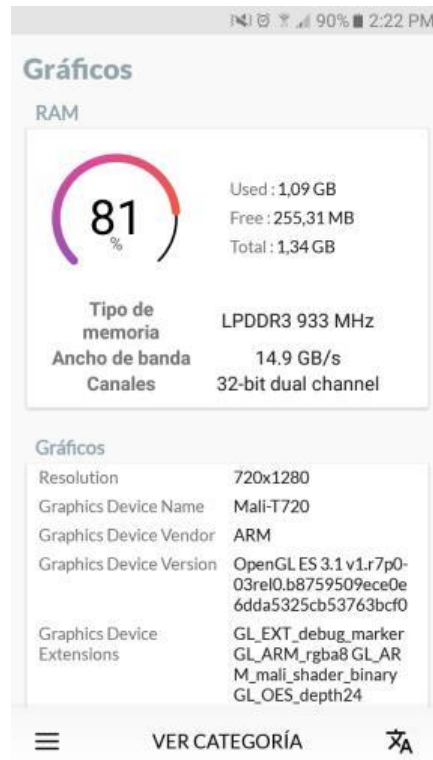 90% 2:22 PM
Gráficos
RAM
81
%
Used : 1,09 GB
Free : 255,31 MB
Total : 1,34 GB
Tipo de memoria LPDDR3 933 MHz
Ancho de banda 14.9 GB/s
Canales 32-bit dual channel
Gráficos
Resolution 720x1280
Graphics Device Name Mali-T720
Graphics Device Vendor ARM
Graphics Device Version OpenGL ES 3.1 v1.r7p0-
03rel0.b8759509ece0e
6dda5325cb53763bcf0
Graphics Device Extensions GL_EXT_debug_marker
GL_ARM_rgba8 GL_AR
M_mali_shader_binary
GL_OES_depth24
VER CATEGORÍA